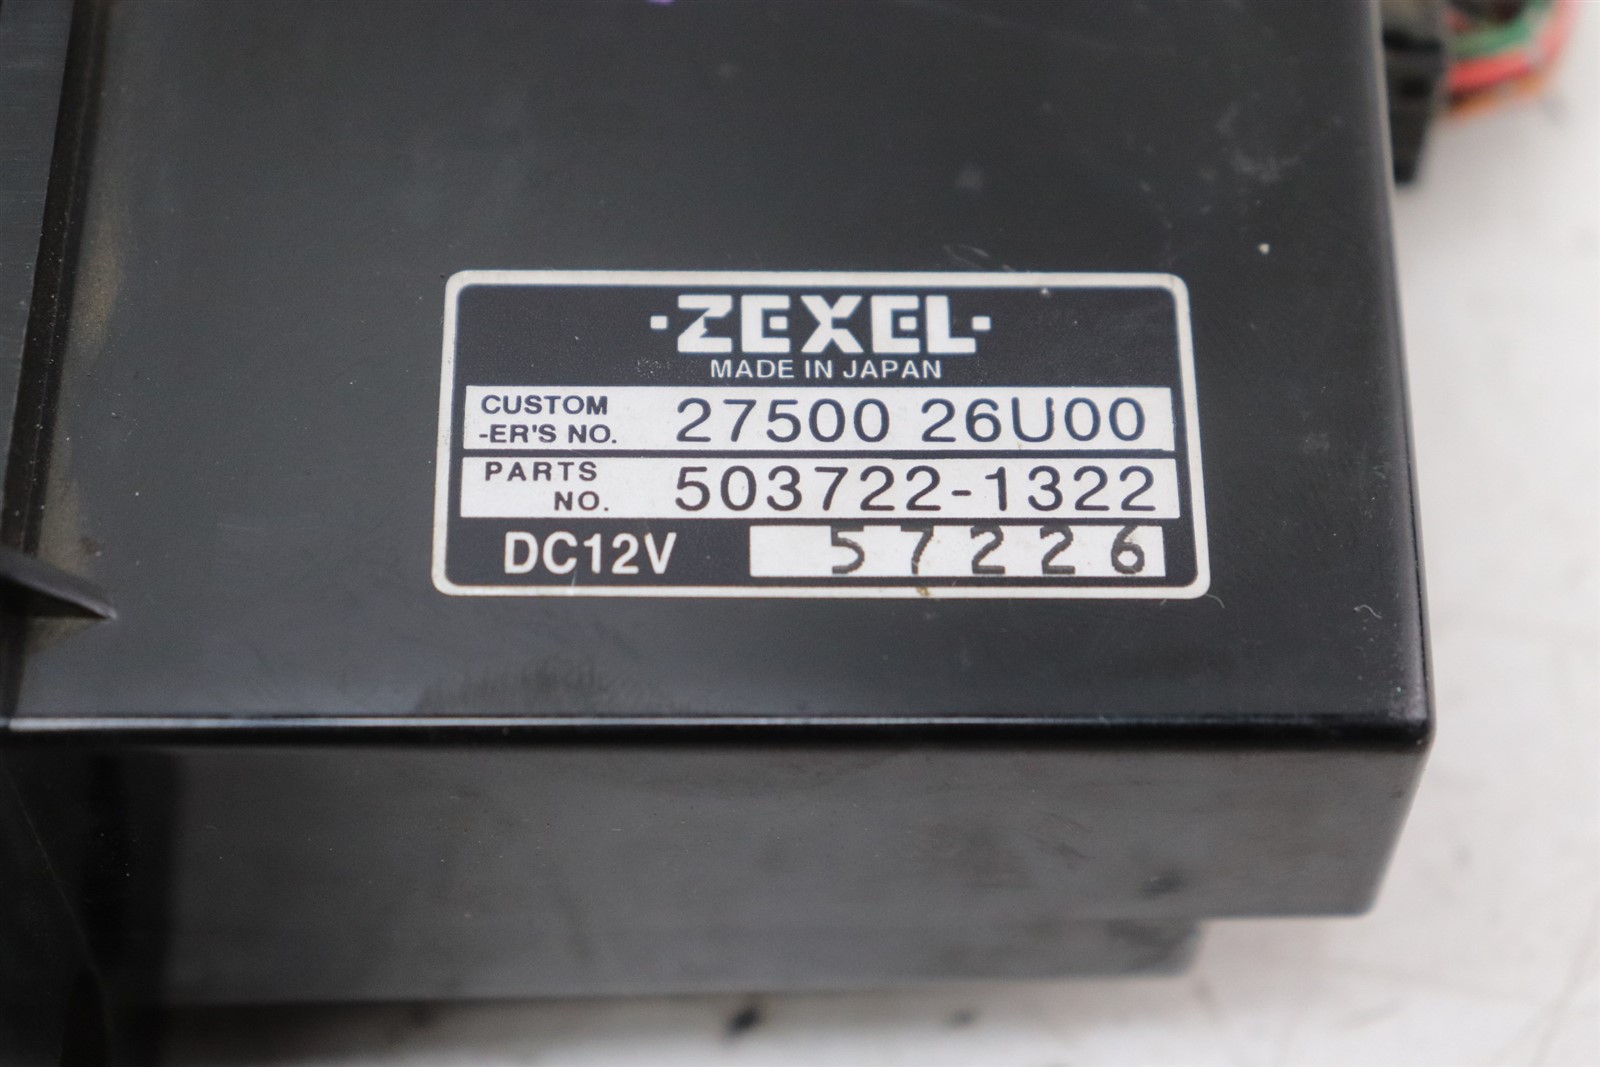 ·ZEXEL·
MADE IN JAPAN
CUSTOM
-ER'S NO. 27500 26U00
PARTS
NO. 503722-1322
DC12V 57226